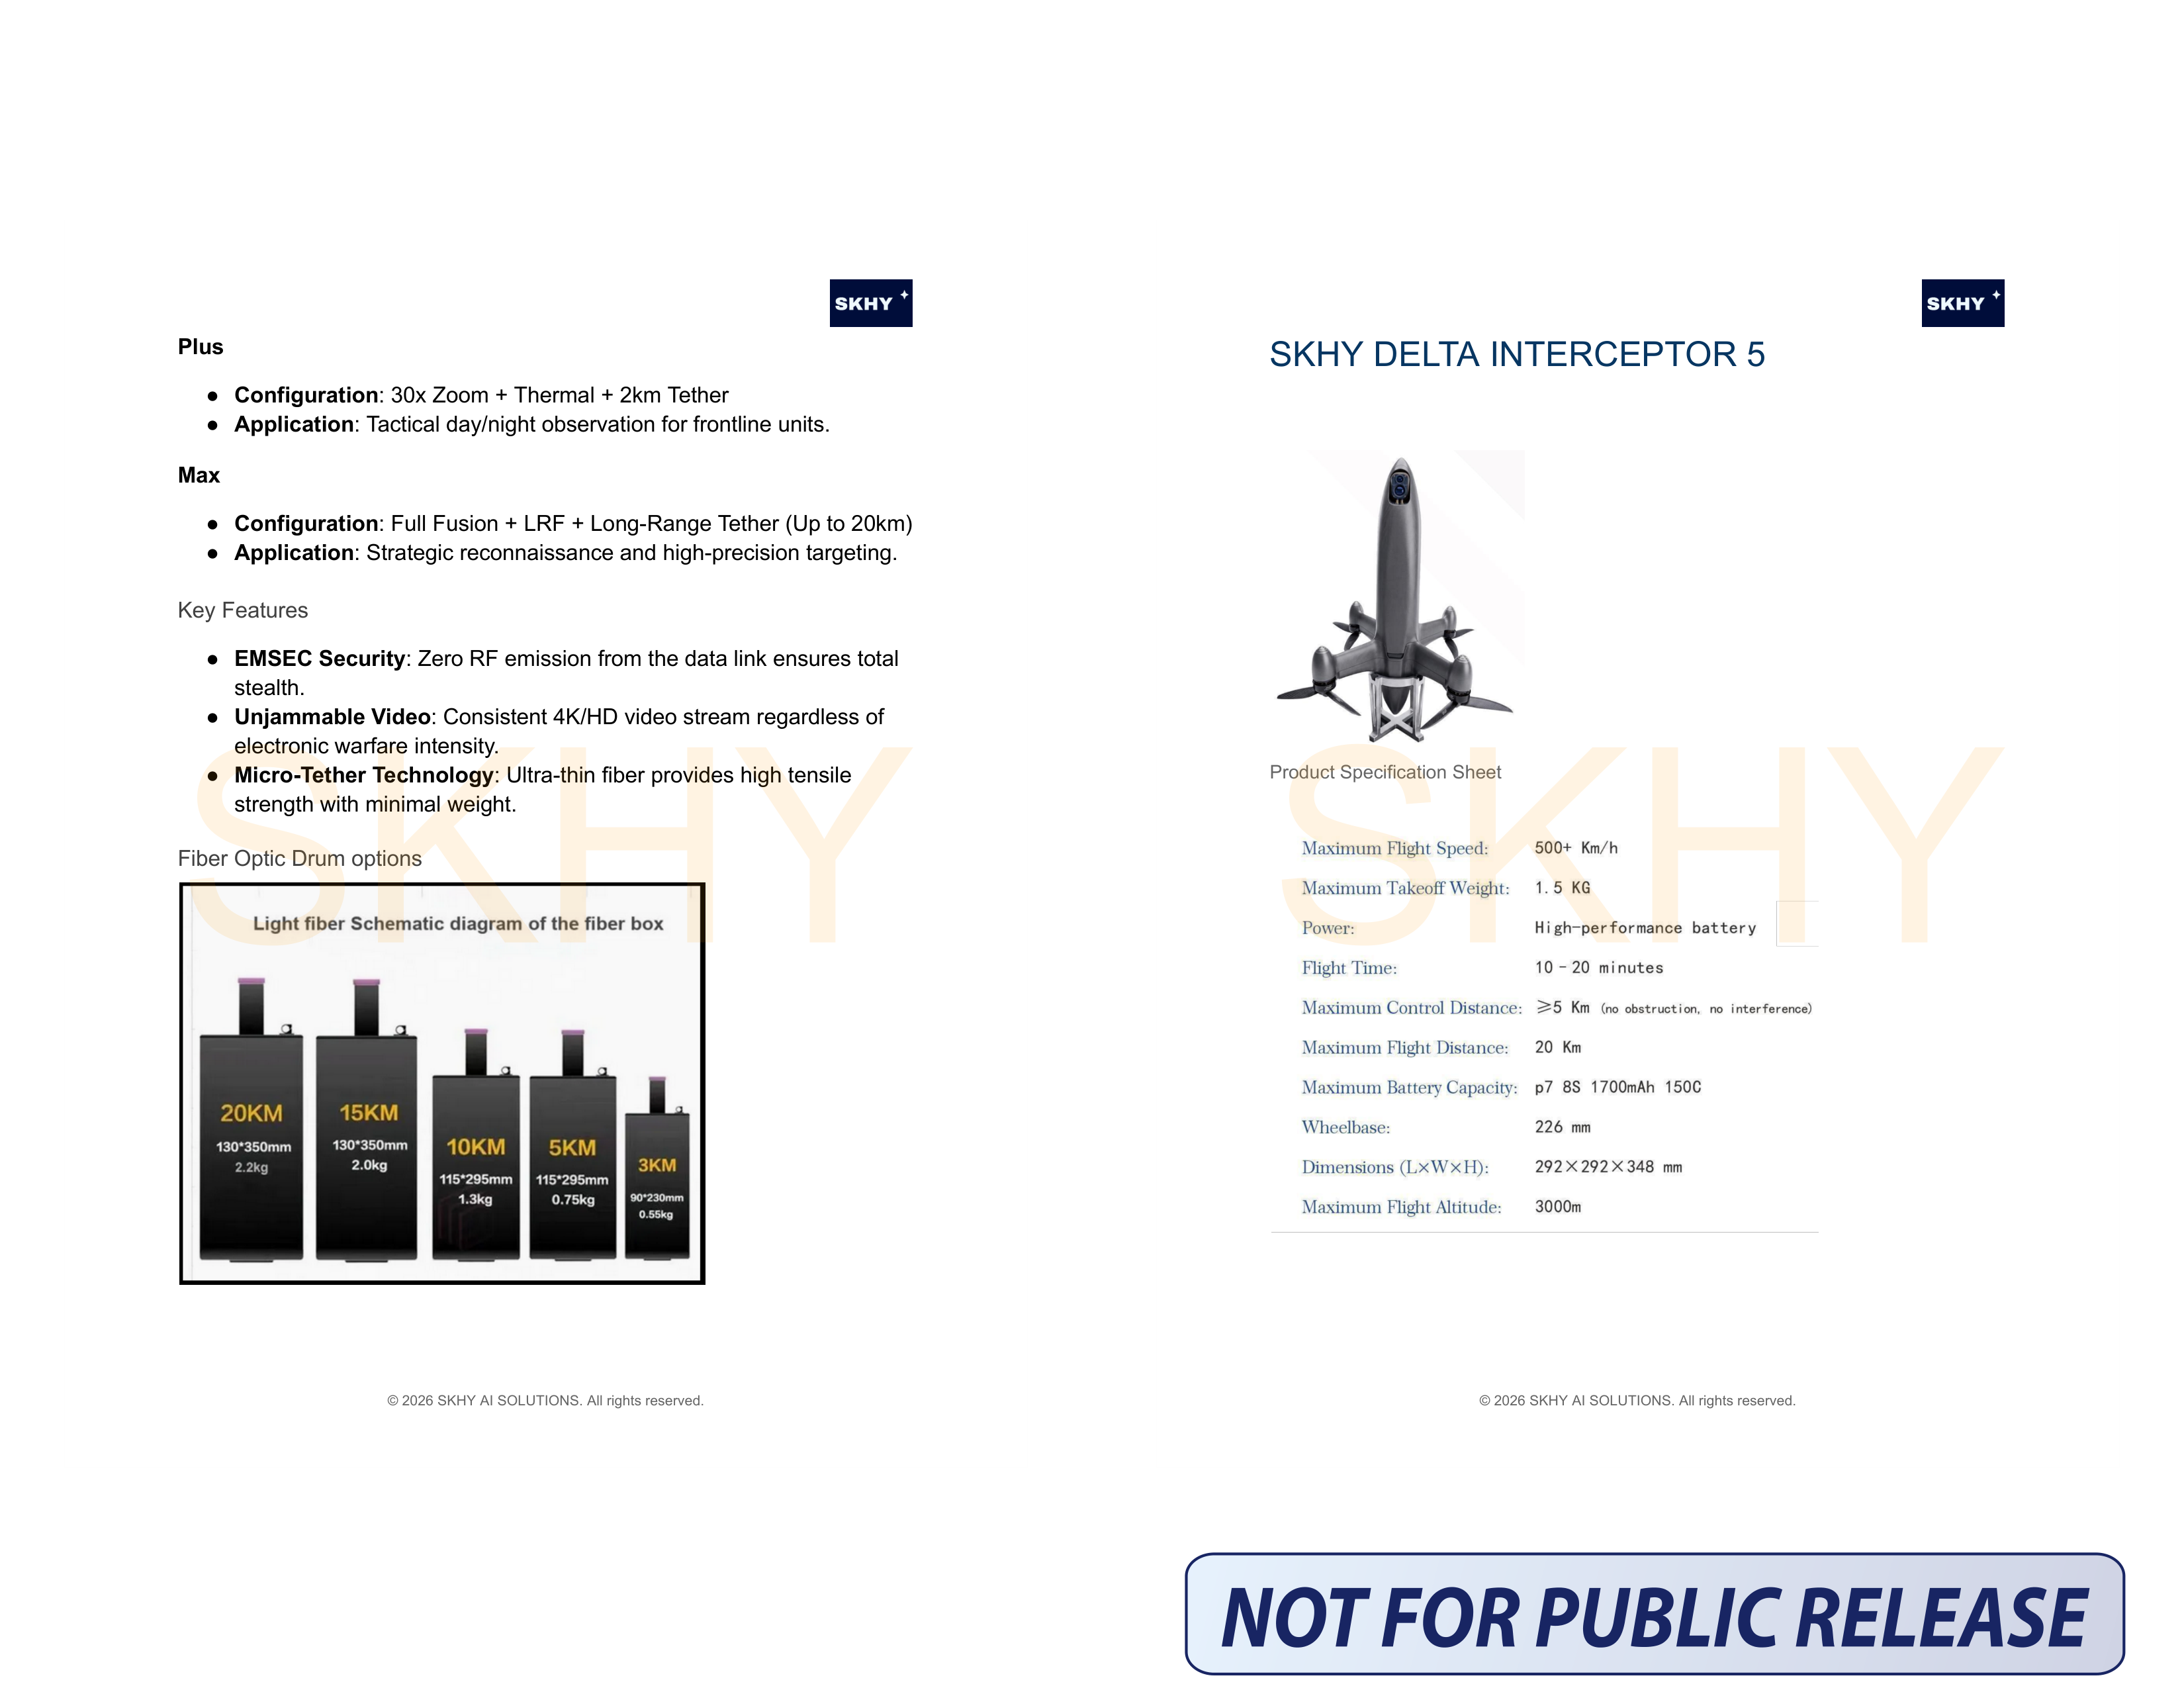 SKHY
Plus
● Configuration: 30x Zoom + Thermal + 2km Tether
● Application: Tactical day/night observation for frontline units.
Max
● Configuration: Full Fusion + LRF + Long-Range Tether (Up to 20km)
● Application: Strategic reconnaissance and high-precision targeting.
Key Features
● EMSEC Security: Zero RF emission from the data link ensures total
stealth.
● Unjammable Video: Consistent 4K/HD video stream regardless of
electronic warfare intensity.
● Micro-Tether Technology: Ultra-thin fiber provides high tensile
strength with minimal weight.
SKHY
Fiber Optic Drum options
Light fiber Schematic diagram of the fiber box
20KM
130*350mm
2.2kg
15KM
130*350mm
2.0kg
10KM
115*295mm
1.3kg
5KM
115*295mm
0.75kg
3KM
90*230mm
0.55kg
© 2026 SKHY AI SOLUTIONS. All rights reserved.
SKHY
SKHY DELTA INTERCEPTOR 5
Product Specification Sheet
SKHY
Maximum Flight Speed: 500+ Km/h
Maximum Takeoff Weight: 1.5 KG
Power: High-performance battery
Flight Time: 10-20 minutes
Maximum Control Distance: ≥5 Km (no obstruction, no interference)
Maximum Flight Distance: 20 Km
Maximum Battery Capacity: p7 8S 1700mAh 150C
Wheelbase: 226 mm
Dimensions (L×W×H): 292×292×348 mm
Maximum Flight Altitude: 3000m
© 2026 SKHY AI SOLUTIONS. All rights reserved.
NOT FOR PUBLIC RELEASE